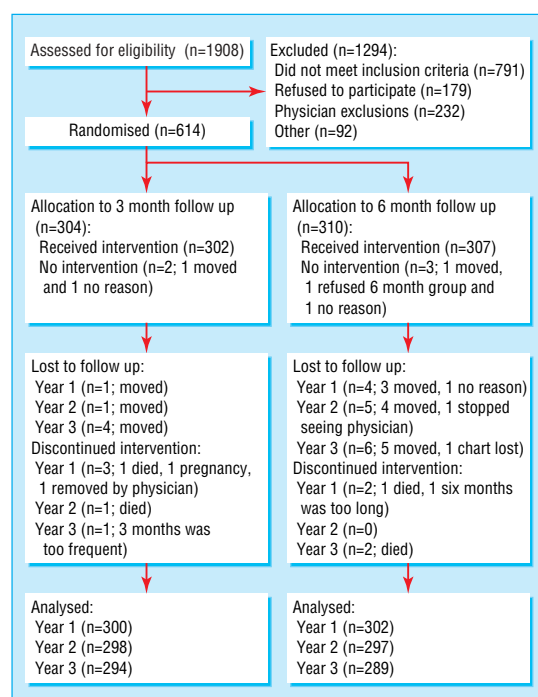 Assessed for eligibility (n=1908)
Excluded (n=1294):
Did not meet inclusion criteria (n=791)
Refused to participate (n=179)
Physician exclusions (n=232)
Other (n=92)
Randomised (n=614)
Allocation to 3 month follow up
(n=304):
Received intervention (n=302)
No intervention (n=2; 1 moved
and 1 no reason)
Allocation to 6 month follow up
(n=310):
Received intervention (n=307)
No intervention (n=3; 1 moved,
1 refused 6 month group and
1 no reason)
Lost to follow up:
Year 1 (n=1; moved)
Year 2 (n=1; moved)
Year 3 (n=4; moved)
Discontinued intervention:
Year 1 (n=3; 1 died, 1 pregnancy,
1 removed by physician)
Year 2 (n=1; died)
Year 3 (n=1; 3 months was
too frequent)
Lost to follow up:
Year 1 (n=4; 3 moved, 1 no reason)
Year 2 (n=5; 4 moved, 1 stopped
seeing physician)
Year 3 (n=6; 5 moved, 1 chart lost)
Discontinued intervention:
Year 1 (n=2; 1 died, 1 six months
was too long)
Year 2 (n=0)
Year 3 (n=2; died)
Analysed:
Year 1 (n=300)
Year 2 (n=298)
Year 3 (n=294)
Analysed:
Year 1 (n=302)
Year 2 (n=297)
Year 3 (n=289)